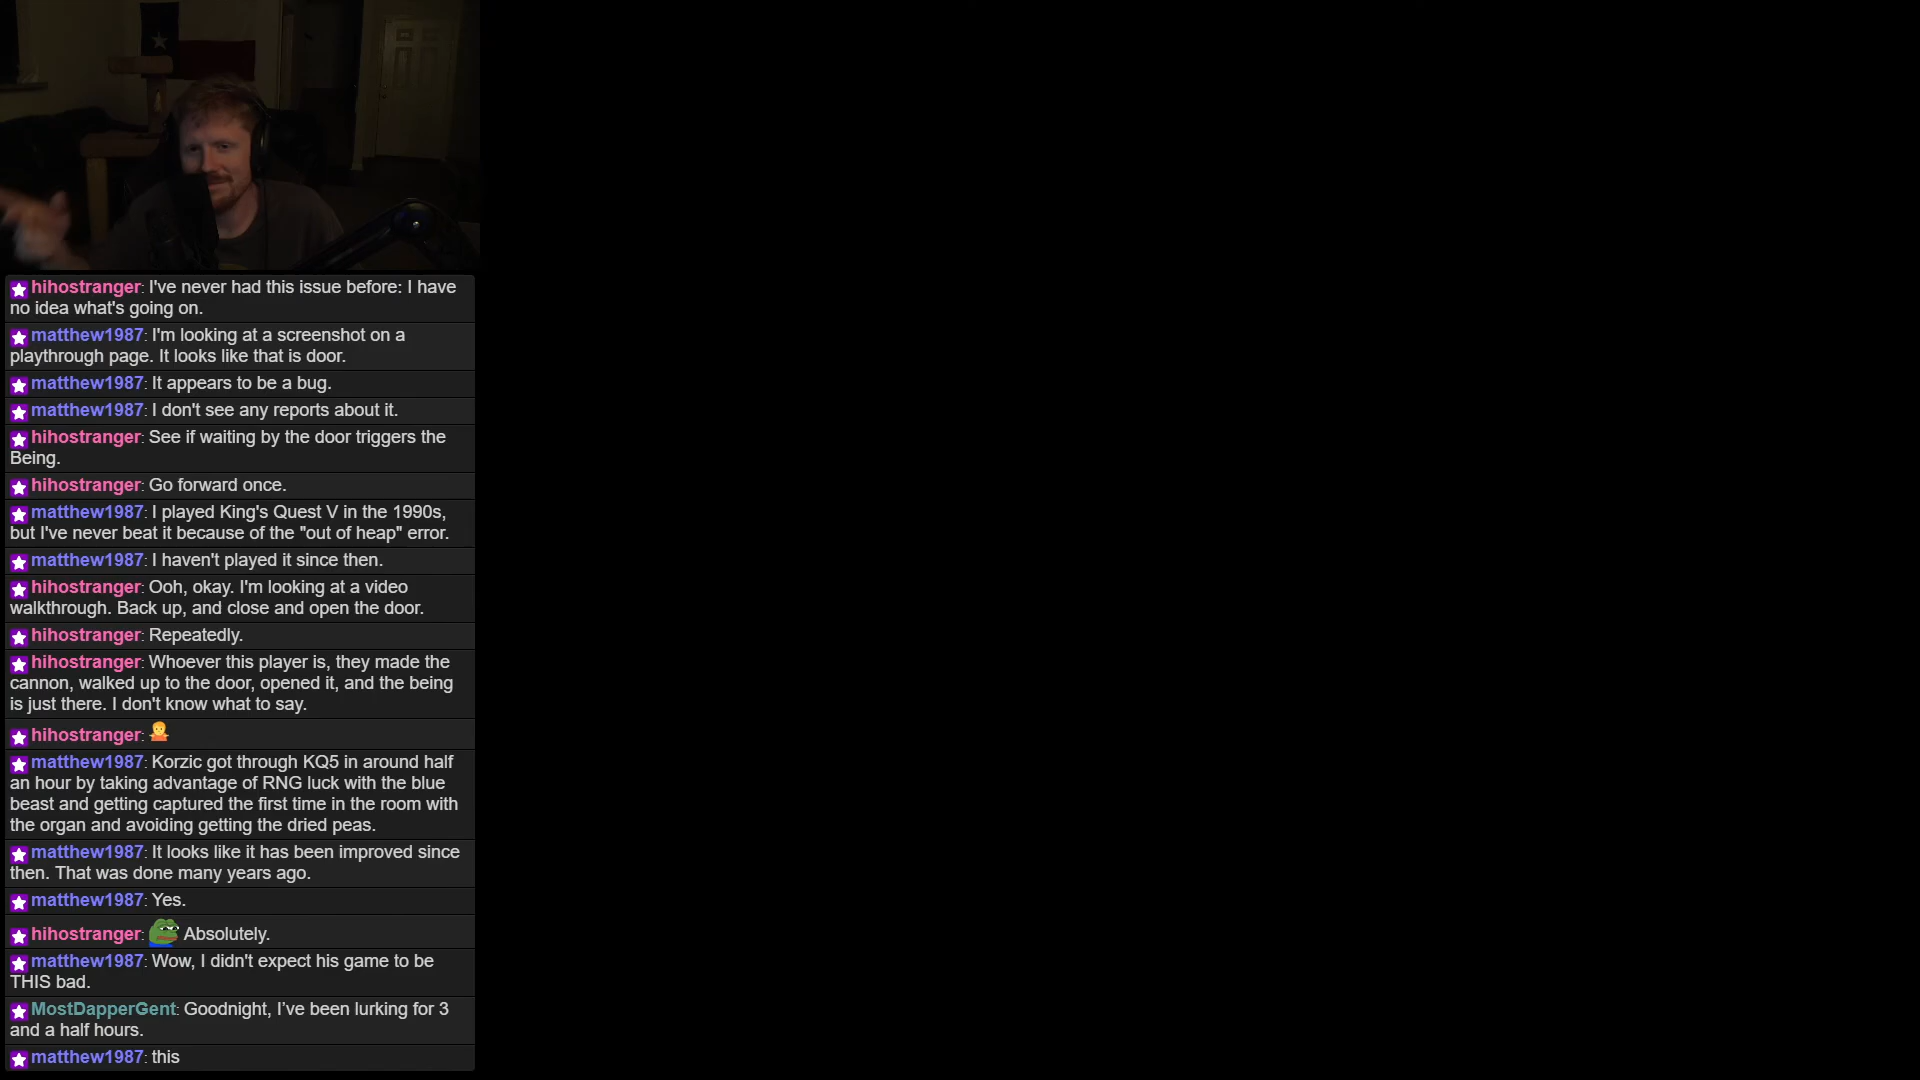 hihostranger: I've never had this issue before: I have
no idea what's going on.
matthew1987: I'm looking at a screenshot on a
playthrough page. It looks like that is door.
matthew1987: It appears to be a bug.
matthew1987: I don't see any reports about it.
hihostranger: See if waiting by the door triggers the
Being.
hihostranger: Go forward once.
matthew1987: I played King's Quest V in the 1990s,
but I've never beat it because of the "out of heap" error.
matthew1987: I haven't played it since then.
hihostranger: Ooh, okay. I'm looking at a video
walkthrough. Back up, and close and open the door.
hihostranger: Repeatedly.
hihostranger: Whoever this player is, they made the
cannon, walked up to the door, opened it, and the being
is just there. I don't know what to say.
hihostranger:
matthew1987: Korzic got through KQ5 in around half
an hour by taking advantage of RNG luck with the blue
beast and getting captured the first time in the room with
the organ and avoiding getting the dried peas.
matthew1987: It looks like it has been improved since
then. That was done many years ago.
matthew1987: Yes.
hihostranger: Absolutely.
matthew1987: Wow, I didn't expect his game to be
THIS bad.
MostDapperGent: Goodnight, I’ve been lurking for 3
and a half hours.
matthew1987: this